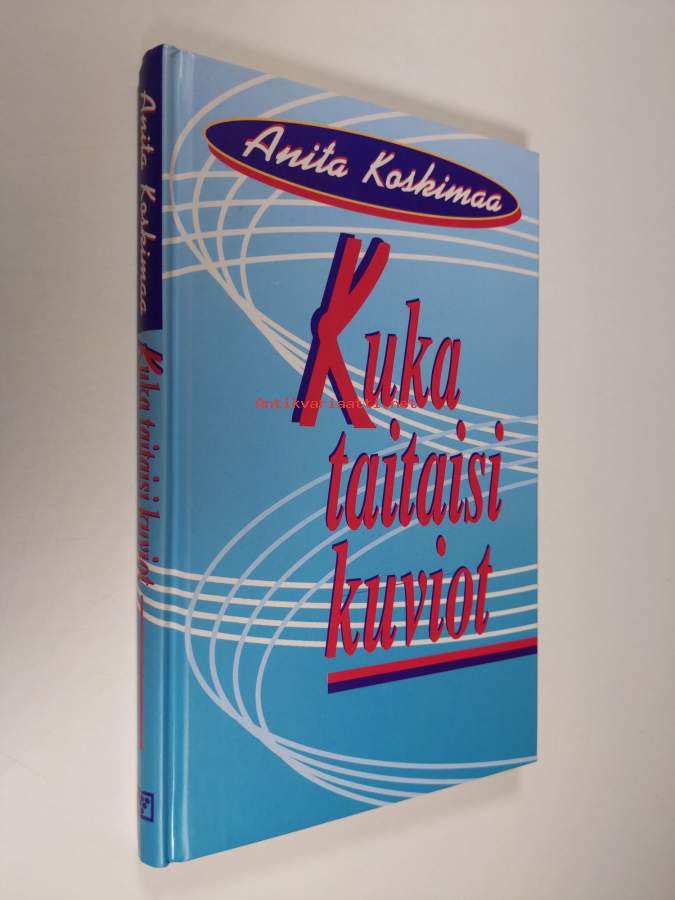 Anita Koskimaa
Kuka taitaisi kuviot
Anita Koskimaa
Kuka
Antikvariaatti.net
taitaisi
kuviot